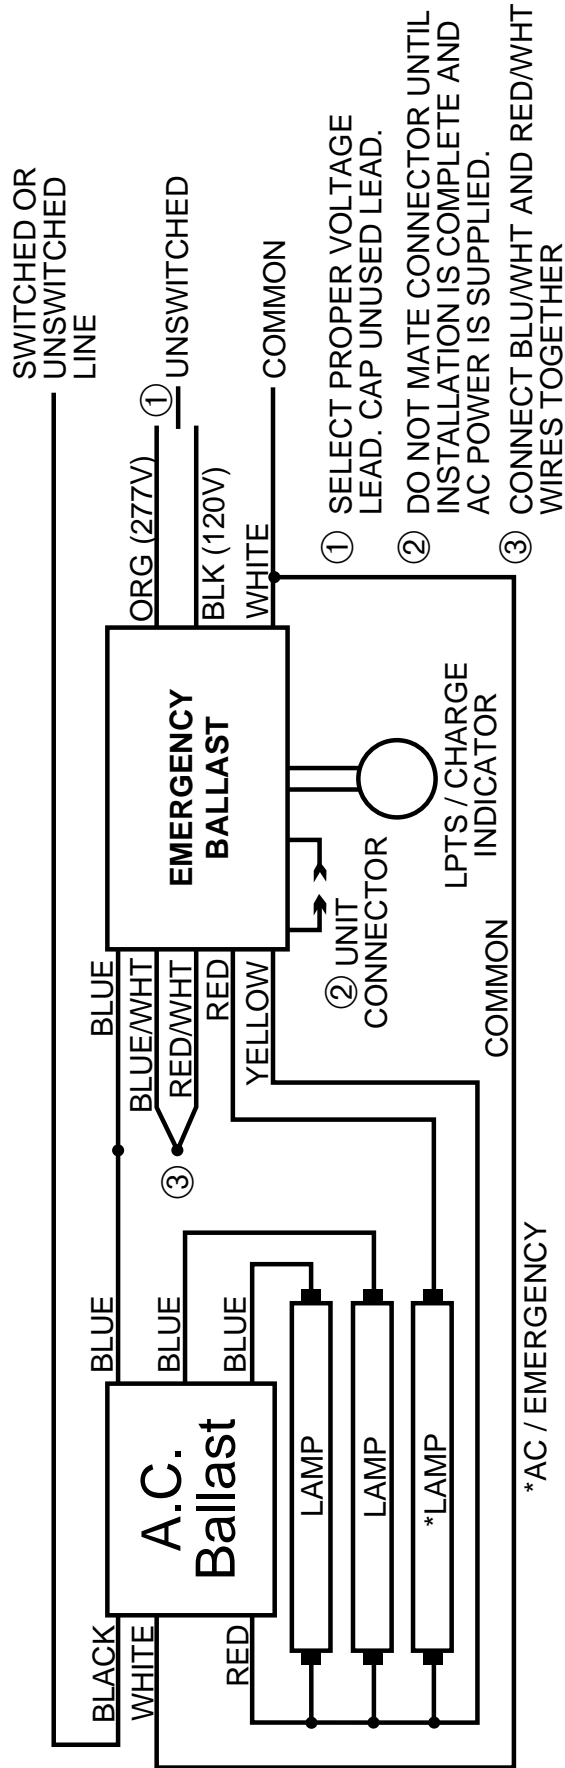 SWITCHED OR
UNSWITCHED
LINE
①
UNSWITCHED
COMMON
ORG (277V)
BLK (120V)
WHITE
EMERGENCY
BALLAST
BLUE
BLUE/WHT
RED/WHT
RED
YELLOW
③
② UNIT
CONNECTOR
LPTS / CHARGE
INDICATOR
COMMON
BLUE
BLUE
BLUE
A.C.
Ballast
BLACK
WHITE
RED
LAMP
LAMP
*LAMP
*AC / EMERGENCY
① SELECT PROPER VOLTAGE
LEAD. CAP UNUSED LEAD.
② DO NOT MATE CONNECTOR UNTIL
INSTALLATION IS COMPLETE AND
AC POWER IS SUPPLIED.
③ CONNECT BLU/WHT AND RED/WHT
WIRES TOGETHER